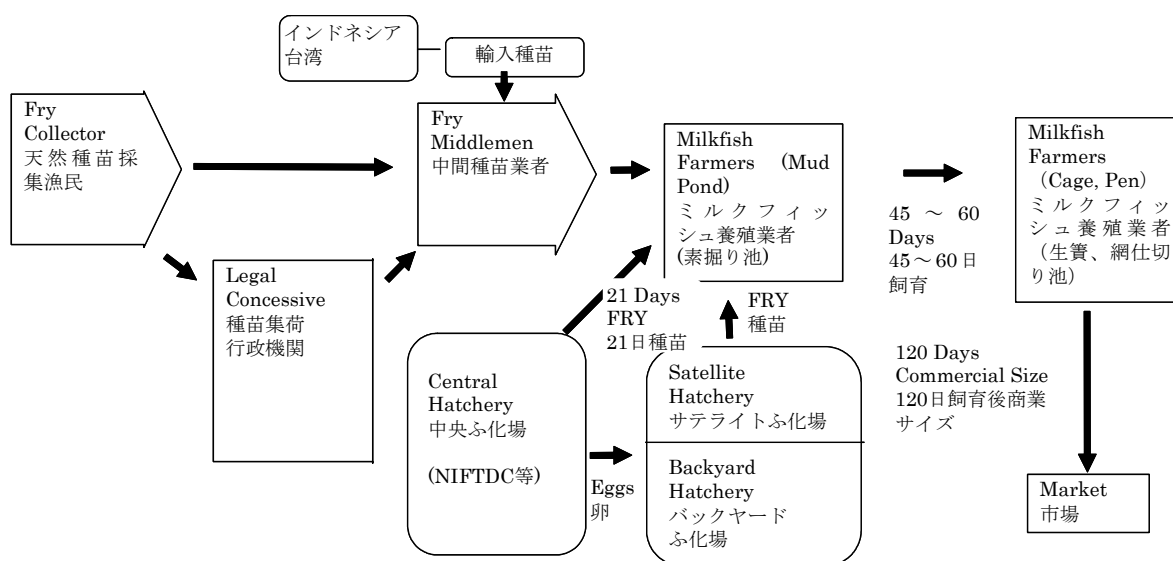 インドネシア
台湾
輸入種苗
Fry
Collector
天然種苗採
集漁民
Fry
Middlemen
中間種苗業者
Milkfish
Farmers (Mud
Pond)
ミルクフィッ
シュ養殖業者
(素掘り池)
45 ～ 60
Days
45～60日
飼育
Milkfish
Farmers
（Cage, Pen）
ミルクフィッ
シュ養殖業者
（生簀、網仕切
り池）
Legal
Concessive
種苗集荷
行政機関
21 Days
FRY
21日種苗
FRY
種苗
Central
Hatchery
中央ふ化場
(NIFTDC等)
Eggs
卵
Satellite
Hatchery
サテライトふ化場
Backyard
Hatchery
バックヤード
ふ化場
120 Days
Commercial Size
120日飼育後商業
サイズ
Market
市場